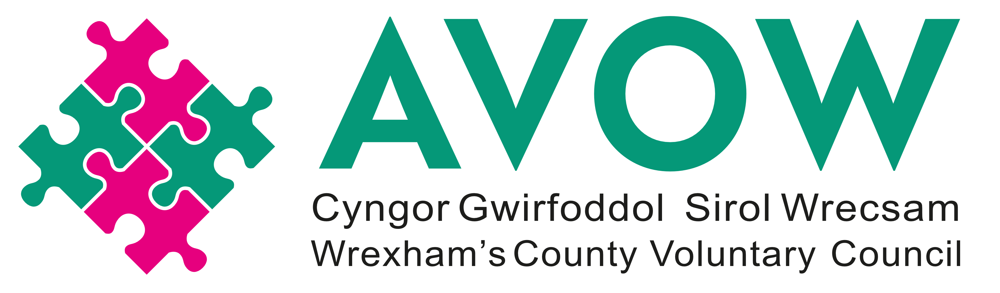 AVOW
Cyngor Gwirfoddol Sirol Wrecsam
Wrexham’s County Voluntary Council